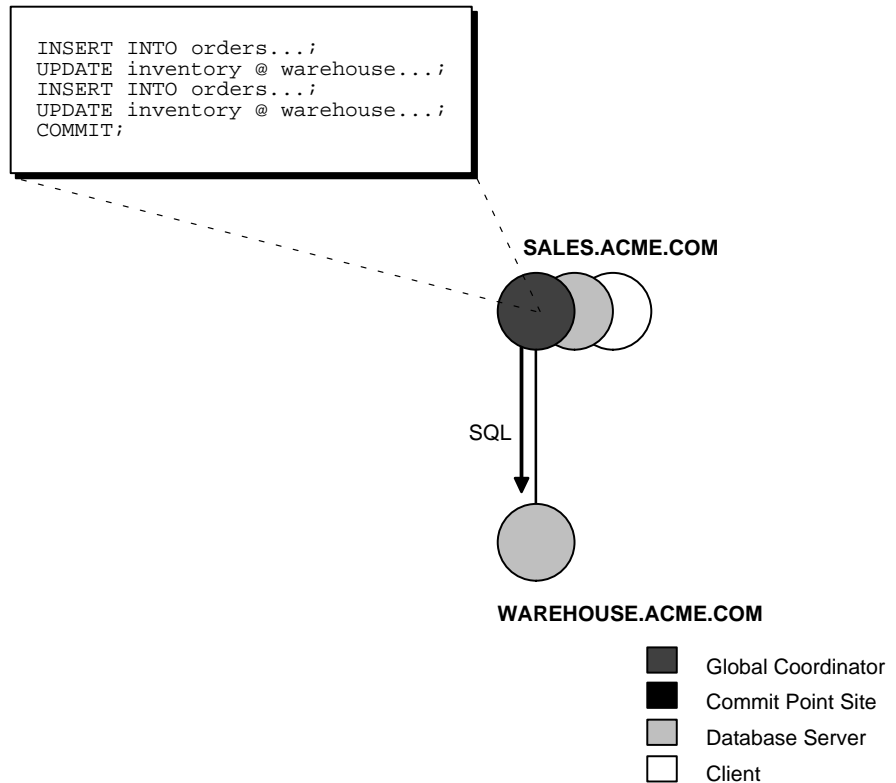 INSERT INTO orders...;
UPDATE inventory @ warehouse...;
INSERT INTO orders...;
UPDATE inventory @ warehouse...;
COMMIT;
SALES.ACME.COM
SQL
WAREHOUSE.ACME.COM
Global Coordinator
Commit Point Site
Database Server
Client